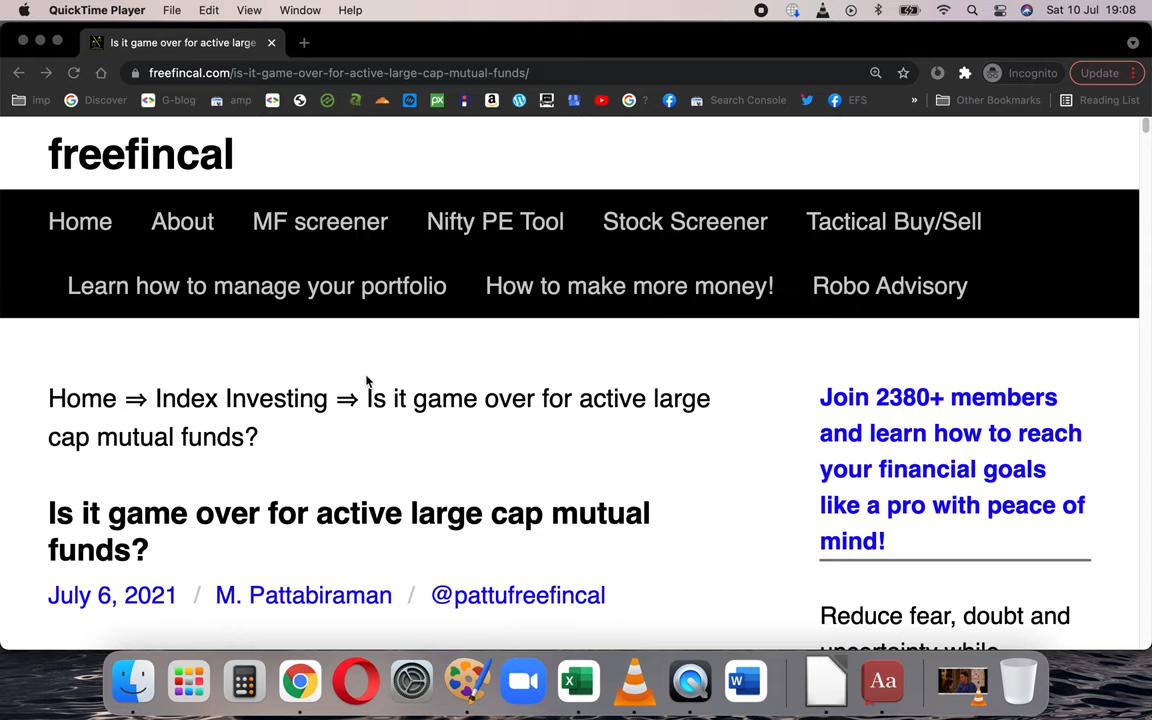 QuickTime Player File Edit View Window Help Sat 10 Jul 19:08
Is it game over for active large
freefincal.com/is-it-game-over-for-active-large-cap-mutual-funds/ Incognito Update
imp Discover G-blog amp ? Search Console EFS » Other Bookmarks Reading List
freefincal
Home About MF screener Nifty PE Tool Stock Screener Tactical Buy/Sell
Learn how to manage your portfolio How to make more money! Robo Advisory
Home ⇒ Index Investing ⇒ Is it game over for active large
cap mutual funds?
Is it game over for active large cap mutual
funds?
July 6, 2021 / M. Pattabiraman / @pattufreefincal
Join 2380+ members
and learn how to reach
your financial goals
like a pro with peace of
mind!
Reduce fear, doubt and
uncertainty while